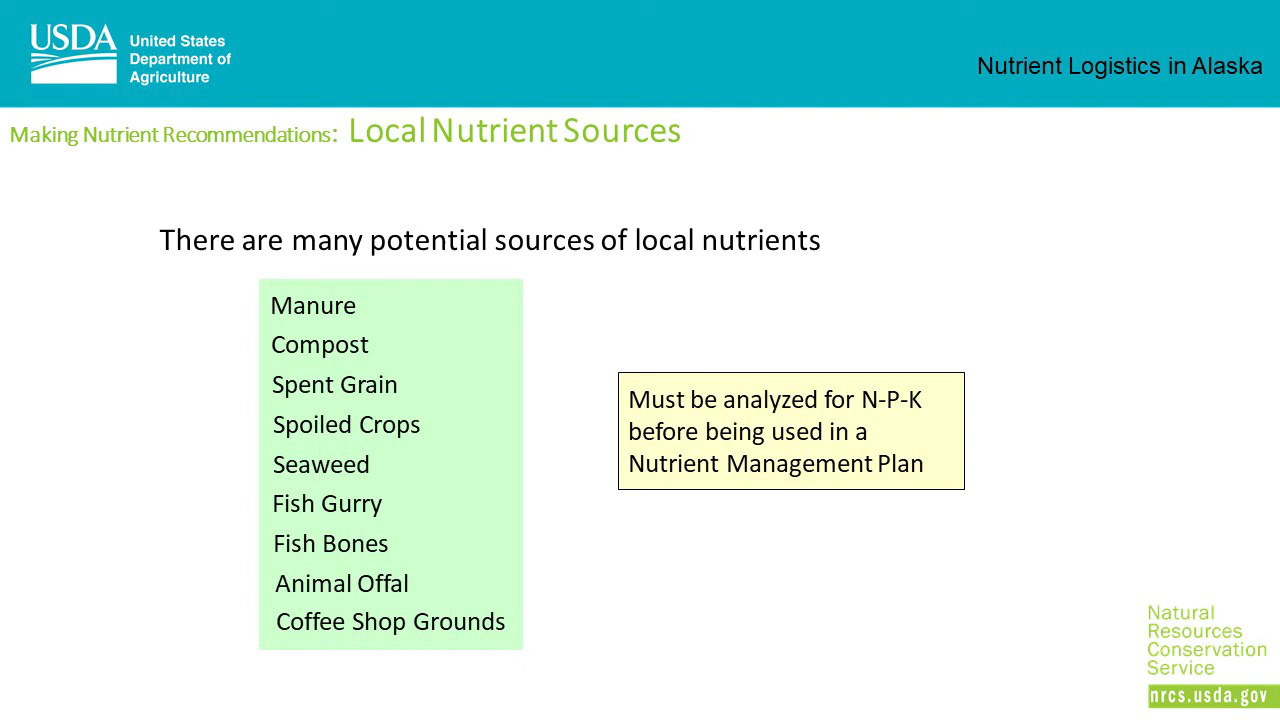 USDA
United States
Department of
Agriculture
Nutrient Logistics in Alaska
Making Nutrient Recommendations: Local Nutrient Sources
There are many potential sources of local nutrients
Manure
Compost
Spent Grain
Spoiled Crops
Seaweed
Fish Gurry
Fish Bones
Animal Offal
Coffee Shop Grounds
Must be analyzed for N-P-K
before being used in a
Nutrient Management Plan
Natural
Resources
Conservation
Service
nrcs.usda.gov